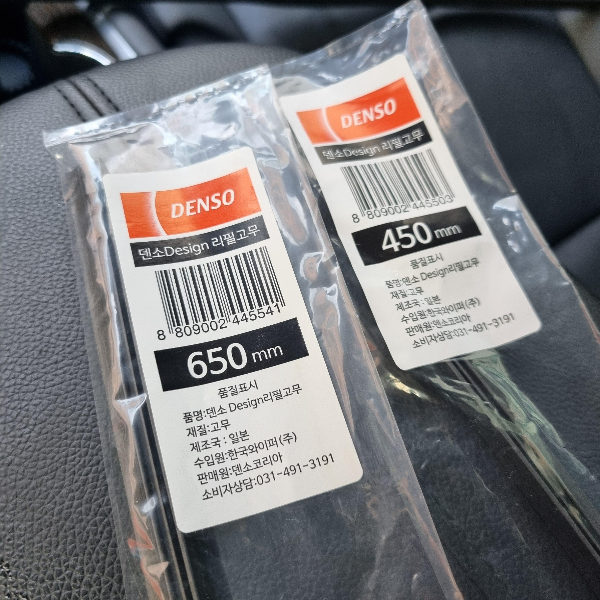 DENSO
덴소Design 리필고무
8 809002 445541
650 mm
품질표시
품명:덴소 Design리필고무
재질:고무
제조국 : 일본
수입원:한국와이퍼(주)
판매원:덴소코리아
소비자상담:031-491-3191
DENSO
덴소Design 리필고무
8 809002 445503
450 mm
품질표시
품명:덴소 Design리필고무
재질:고무
제조국 : 일본
수입원:한국와이퍼(주)
판매원:덴소코리아
소비자상담:031-491-3191